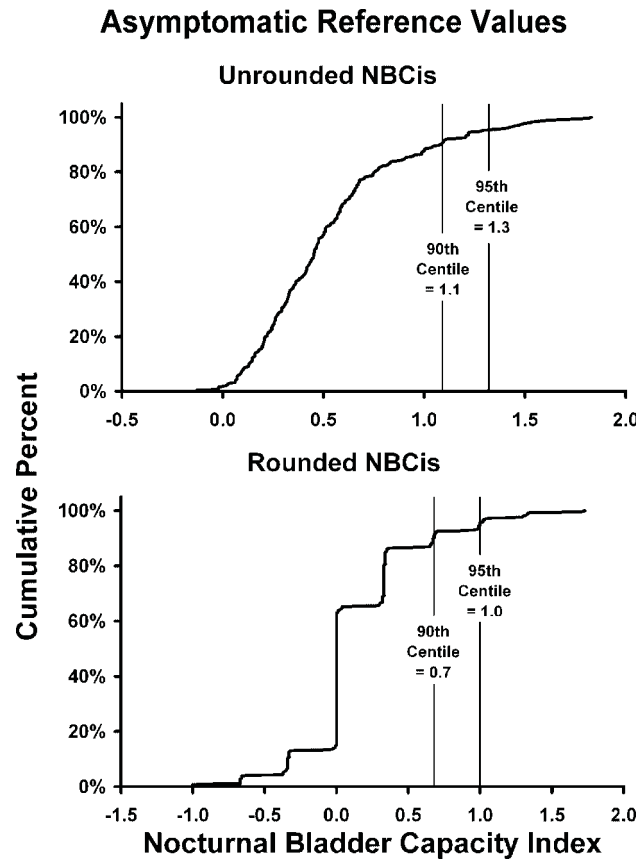 Asymptomatic Reference Values
Unrounded NBCis
100%
80%
60%
40%
20%
0%
95th
Centile
= 1.3
90th
Centile
= 1.1
-0.5 0.0 0.5 1.0 1.5 2.0
Cumulative Percent
Rounded NBCis
100%
80%
60%
40%
20%
0%
95th
Centile
= 1.0
90th
Centile
= 0.7
-1.5 -1.0 -0.5 0.0 0.5 1.0 1.5 2.0
Nocturnal Bladder Capacity Index